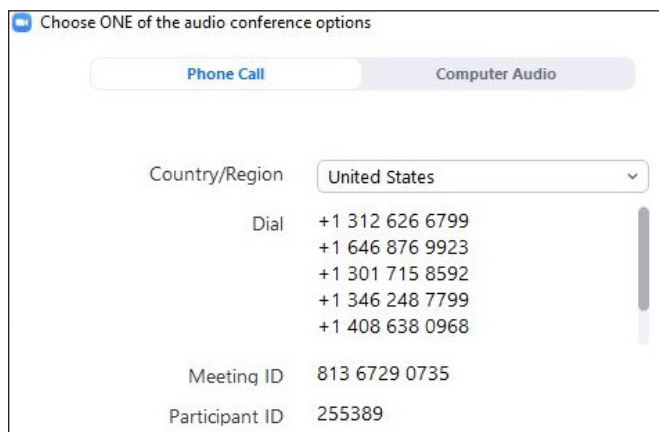 Choose ONE of the audio conference options
Phone Call Computer Audio
Country/Region United States
Dial +1 312 626 6799
+1 646 876 9923
+1 301 715 8592
+1 346 248 7799
+1 408 638 0968
Meeting ID 813 6729 0735
Participant ID 255389